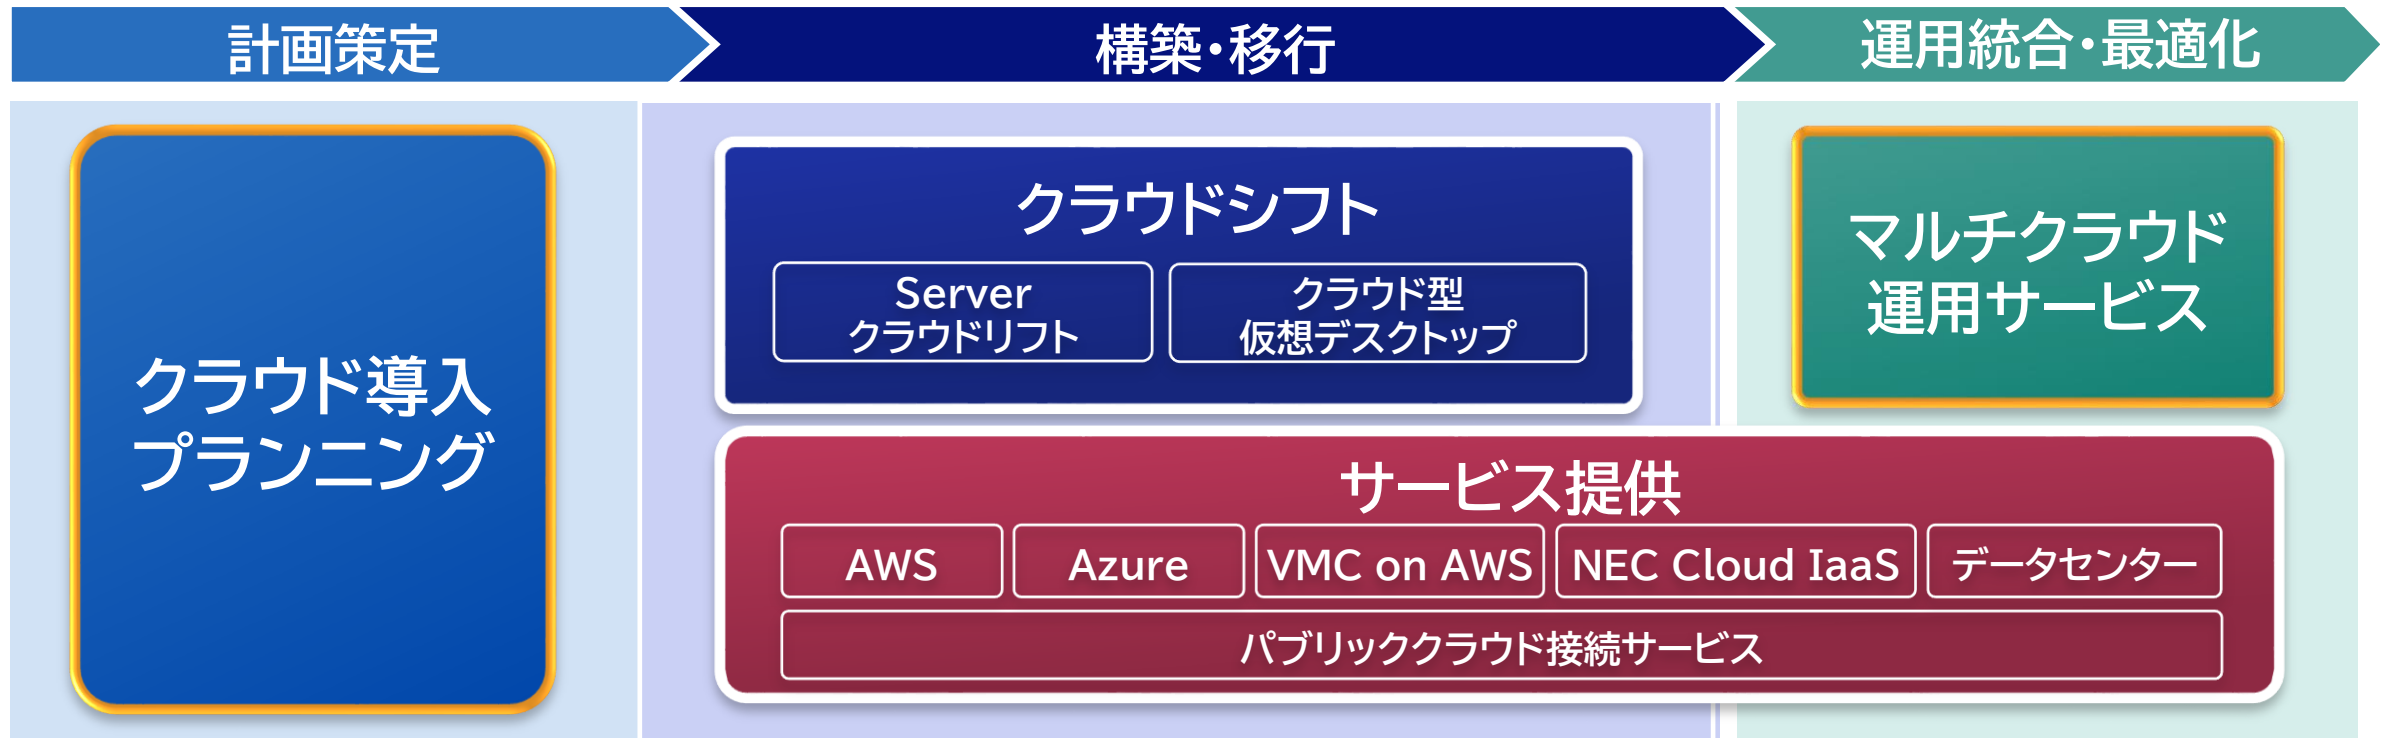 計画策定
構築・移行
運用統合・最適化
クラウド導入
プランニング
クラウドシフト
Server
クラウドリフト
クラウド型
仮想デスクトップ
マルチクラウド
運用サービス
サービス提供
AWS
Azure
VMC on AWS
NEC Cloud IaaS
データセンター
パブリッククラウド接続サービス